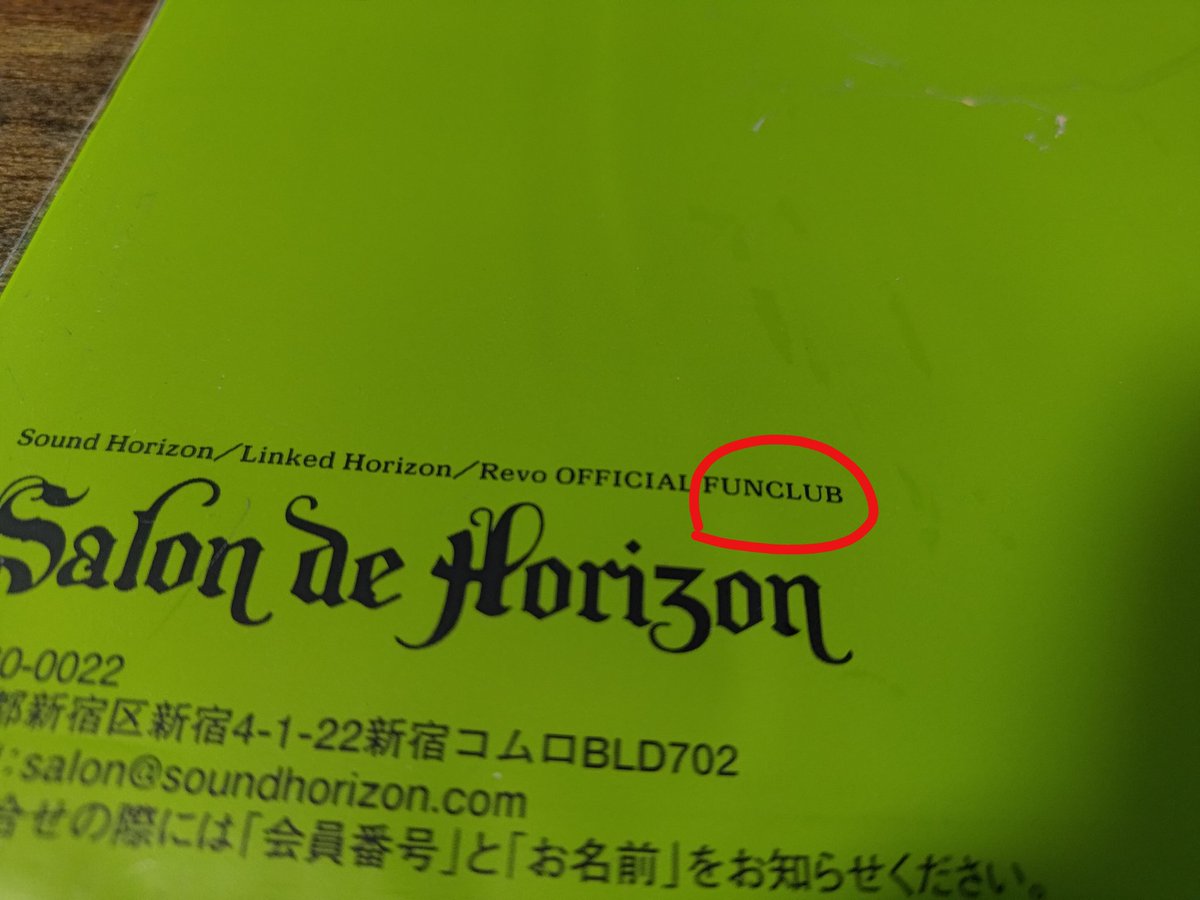 Sound Horizon／Linked Horizon／Revo OFFICIAL FUNCLUB
Salon de Horizon
0-0022
都新宿区新宿4-1-22新宿コムロBLD702
:salon@soundhorizon.com
合せの際には「会員番号」と「お名前」をお知らせください。